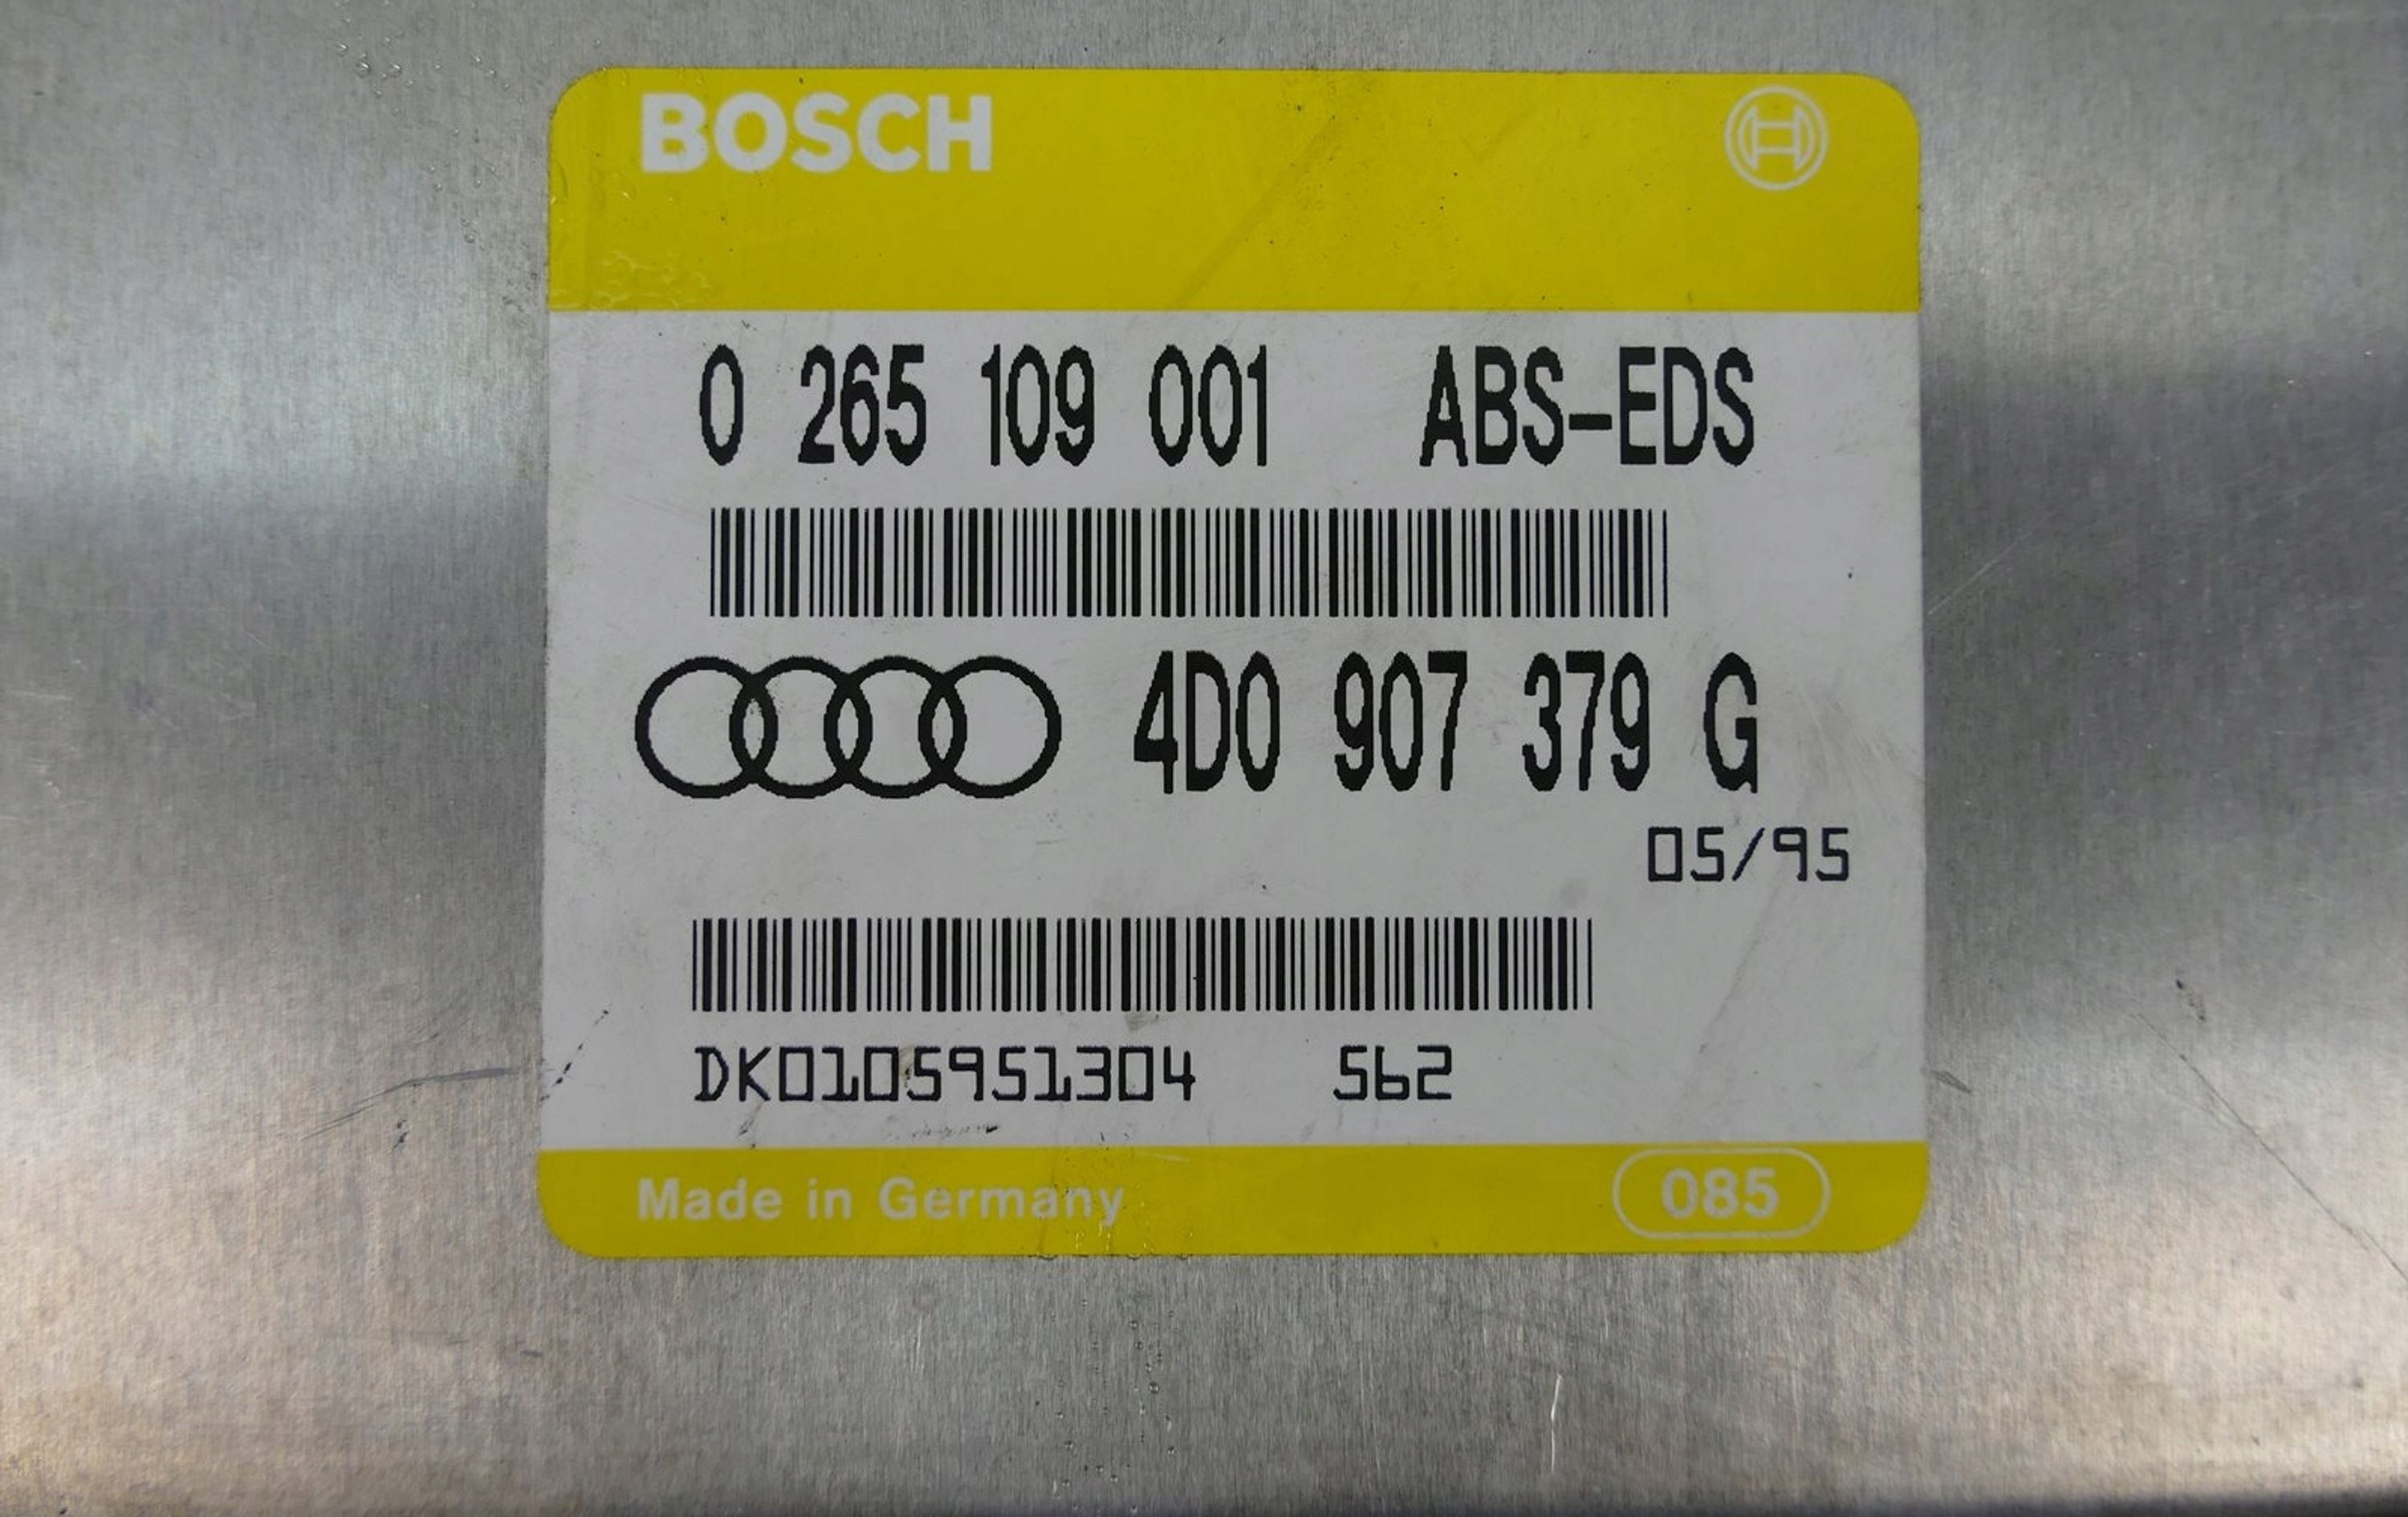 BOSCH
0 265 109 001 ABS-EDS
4D0 907 379 G
05/95
DK0105951304 562
Made in Germany 085